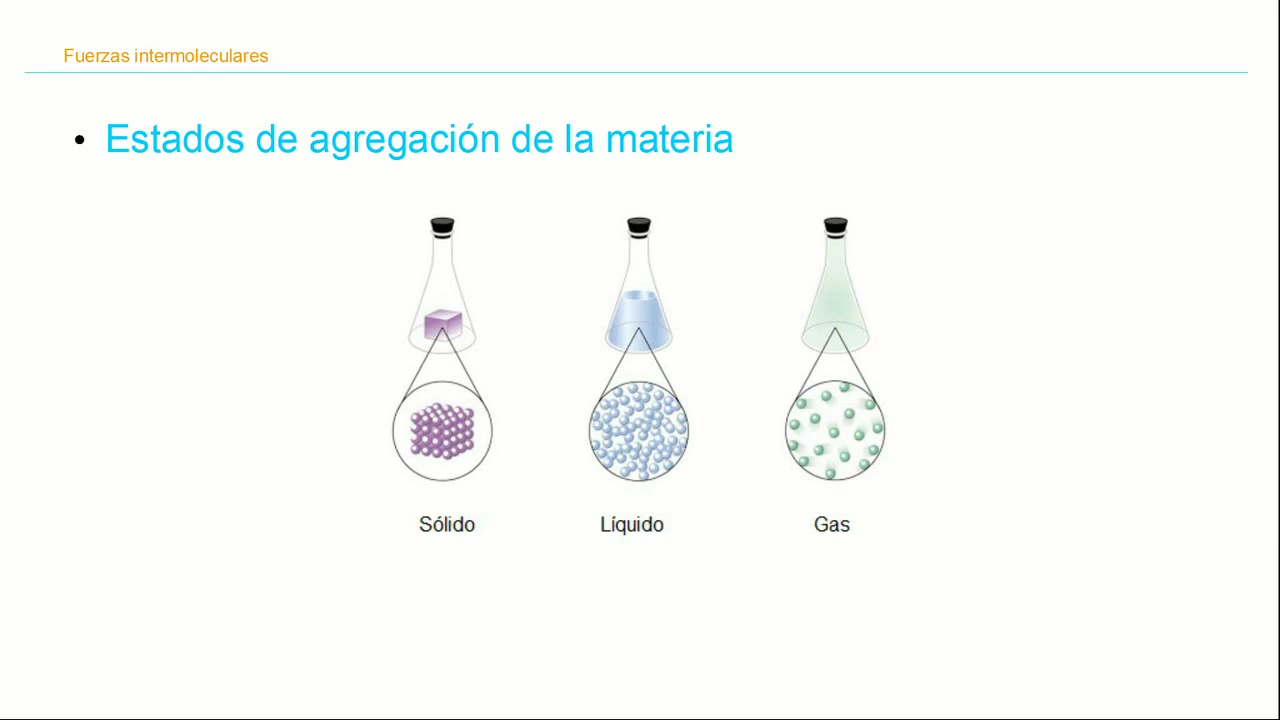 Fuerzas intermoleculares
• Estados de agregación de la materia
Sólido Líquido Gas